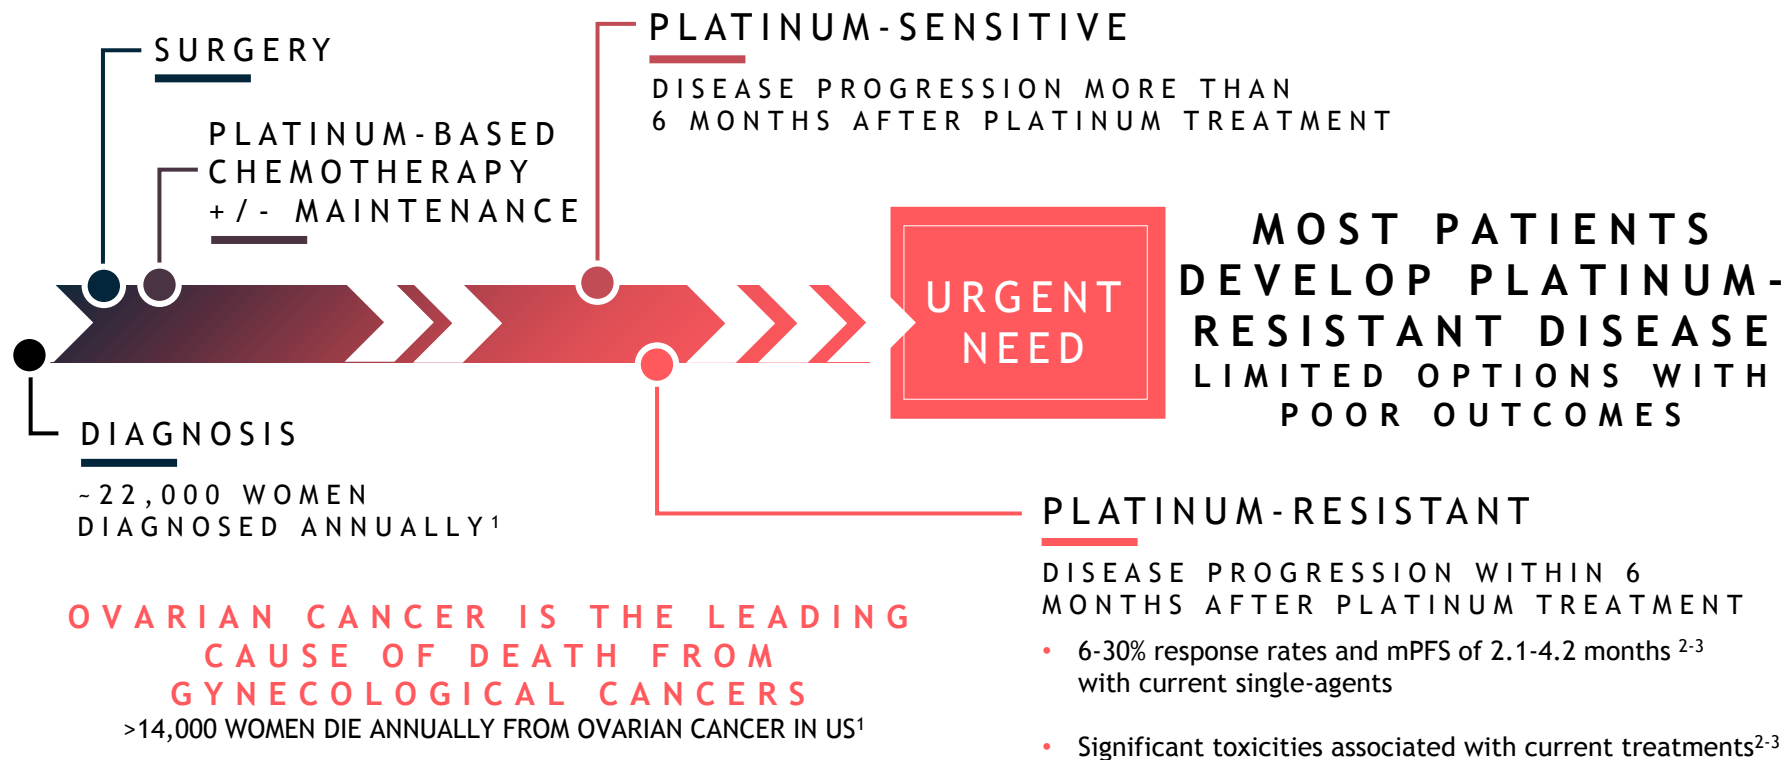 SURGERY
PLATINUM-BASED
CHEMOTHERAPY
+/- MAINTENANCE
PLATINUM-SENSITIVE
DISEASE PROGRESSION MORE THAN
6 MONTHS AFTER PLATINUM TREATMENT
URGENT
NEED
MOST PATIENTS
DEVELOP PLATINUM-
RESISTANT DISEASE
LIMITED OPTIONS WITH
POOR OUTCOMES
DIAGNOSIS
~22,000 WOMEN
DIAGNOSED ANNUALLY¹
OVARIAN CANCER IS THE LEADING
CAUSE OF DEATH FROM
GYNECOLOGICAL CANCERS
>14,000 WOMEN DIE ANNUALLY FROM OVARIAN CANCER IN US¹
PLATINUM-RESISTANT
DISEASE PROGRESSION WITHIN 6
MONTHS AFTER PLATINUM TREATMENT
• 6-30% response rates and mPFS of 2.1-4.2 months ²⁻³
with current single-agents
• Significant toxicities associated with current treatments²⁻³